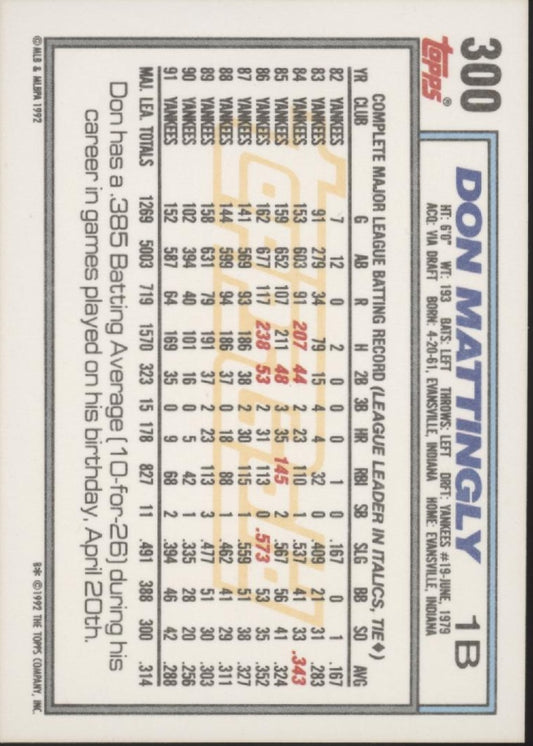 300
Topps®
DON MATTINGLY 1B
HT: 6'0" WT: 193 BATS: LEFT THROWS: LEFT DRFT: YANKEES #19-JUNE, 1979
ACQ: VIA DRAFT BORN: 4-20-61, EVANSVILLE, INDIANA HOME: EVANSVILLE, INDIANA
COMPLETE MAJOR LEAGUE BATTING RECORD (LEAGUE LEADER IN ITALICS, TIE♦)
YR CLUB G AB R H 2B 3B HR RBI SB SLG BB SO AVG
82 YANKEES 7 12 0 2 0 0 0 1 0 .167 0 1 .167
83 YANKEES 91 279 34 79 15 4 4 32 0 .409 21 31 .283
84 YANKEES 153 603 91 207 44 2 23 110 1 .537 41 33 .343
85 YANKEES 159 652 107 211 48 3 35 145 2 .567 56 41 .324
86 YANKEES 162 677 117 238 53 2 31 113 0 .573 53 35 .352
87 YANKEES 141 569 93 186 38 2 30 115 1 .559 51 38 .327
88 YANKEES 144 599 94 186 37 0 18 88 1 .462 41 29 .311
89 YANKEES 158 631 79 191 37 2 23 113 3 .477 51 30 .303
90 YANKEES 102 394 40 101 16 0 5 42 1 .335 28 20 .256
91 YANKEES 152 587 64 169 35 0 9 68 2 .394 46 42 .288
MAJ. LEA. TOTALS 1269 5003 719 1570 323 15 178 827 11 .491 388 300 .314
Don has a .385 Batting Average (10-for-26) during his
career in games played on his birthday, April 20th.
©MLB & MLBPA 1992
B* ©1992 THE TOPPS COMPANY, INC.